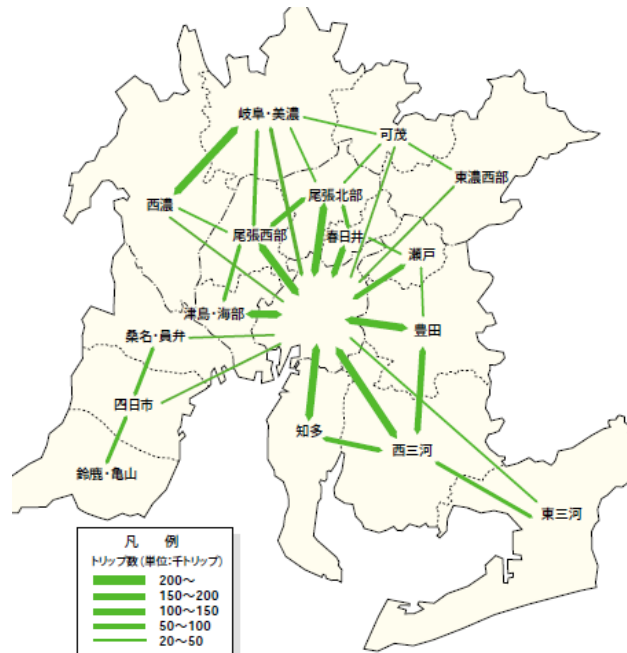 岐阜・美濃
可茂
東濃西部
西濃
尾張北部
尾張西部
春日井
瀬戸
津島・海部
桑名・員弁
豊田
四日市
知多
西三河
鈴鹿・亀山
東三河
凡 例
トリップ数(単位:千トリップ)
200~
150~200
100~150
50~100
20~50